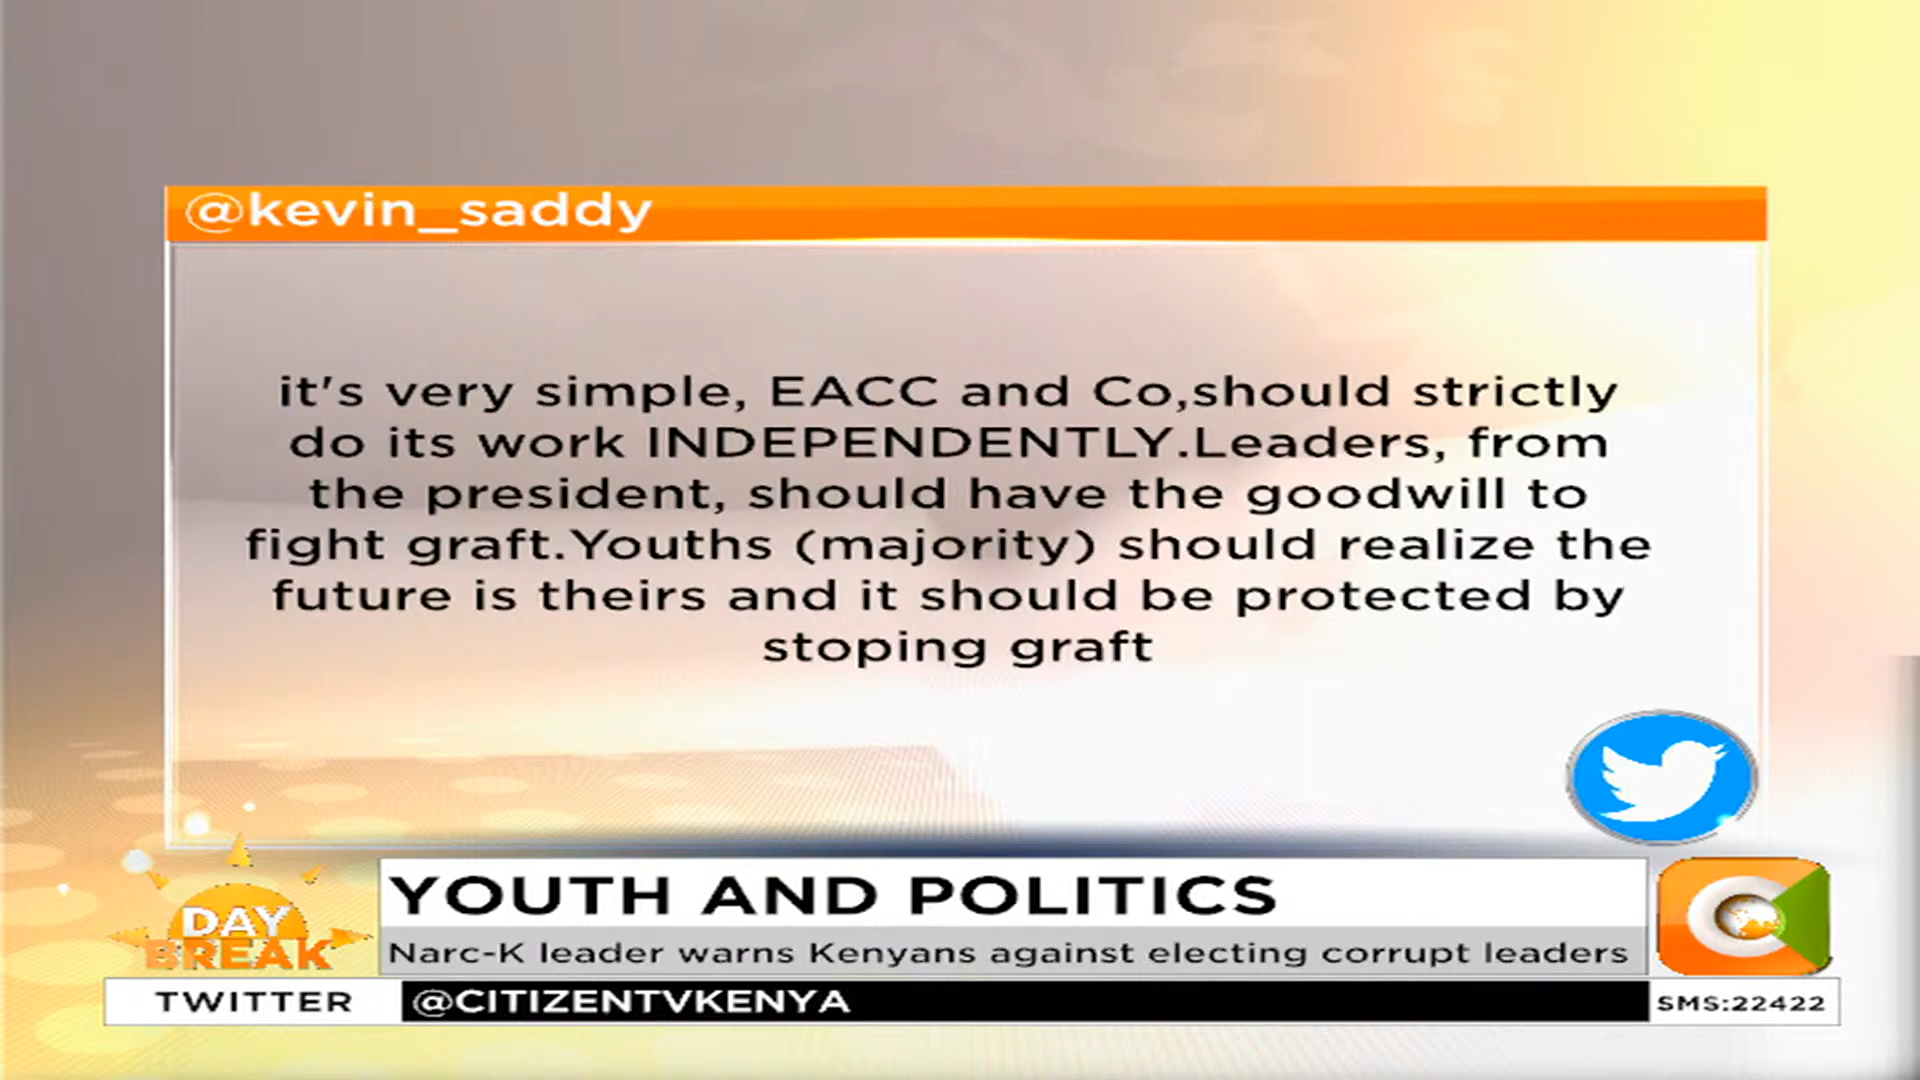 @kevin_saddy
it's very simple, EACC and Co,should strictly
do its work INDEPENDENTLY.Leaders, from
the president, should have the goodwill to
fight graft.Youths (majority) should realize the
future is theirs and it should be protected by
stoping graft
DAY
BREAK
YOUTH AND POLITICS
Narc-K leader warns Kenyans against electing corrupt leaders
TWITTER
@CITIZENTVKENYA
SMS:22422